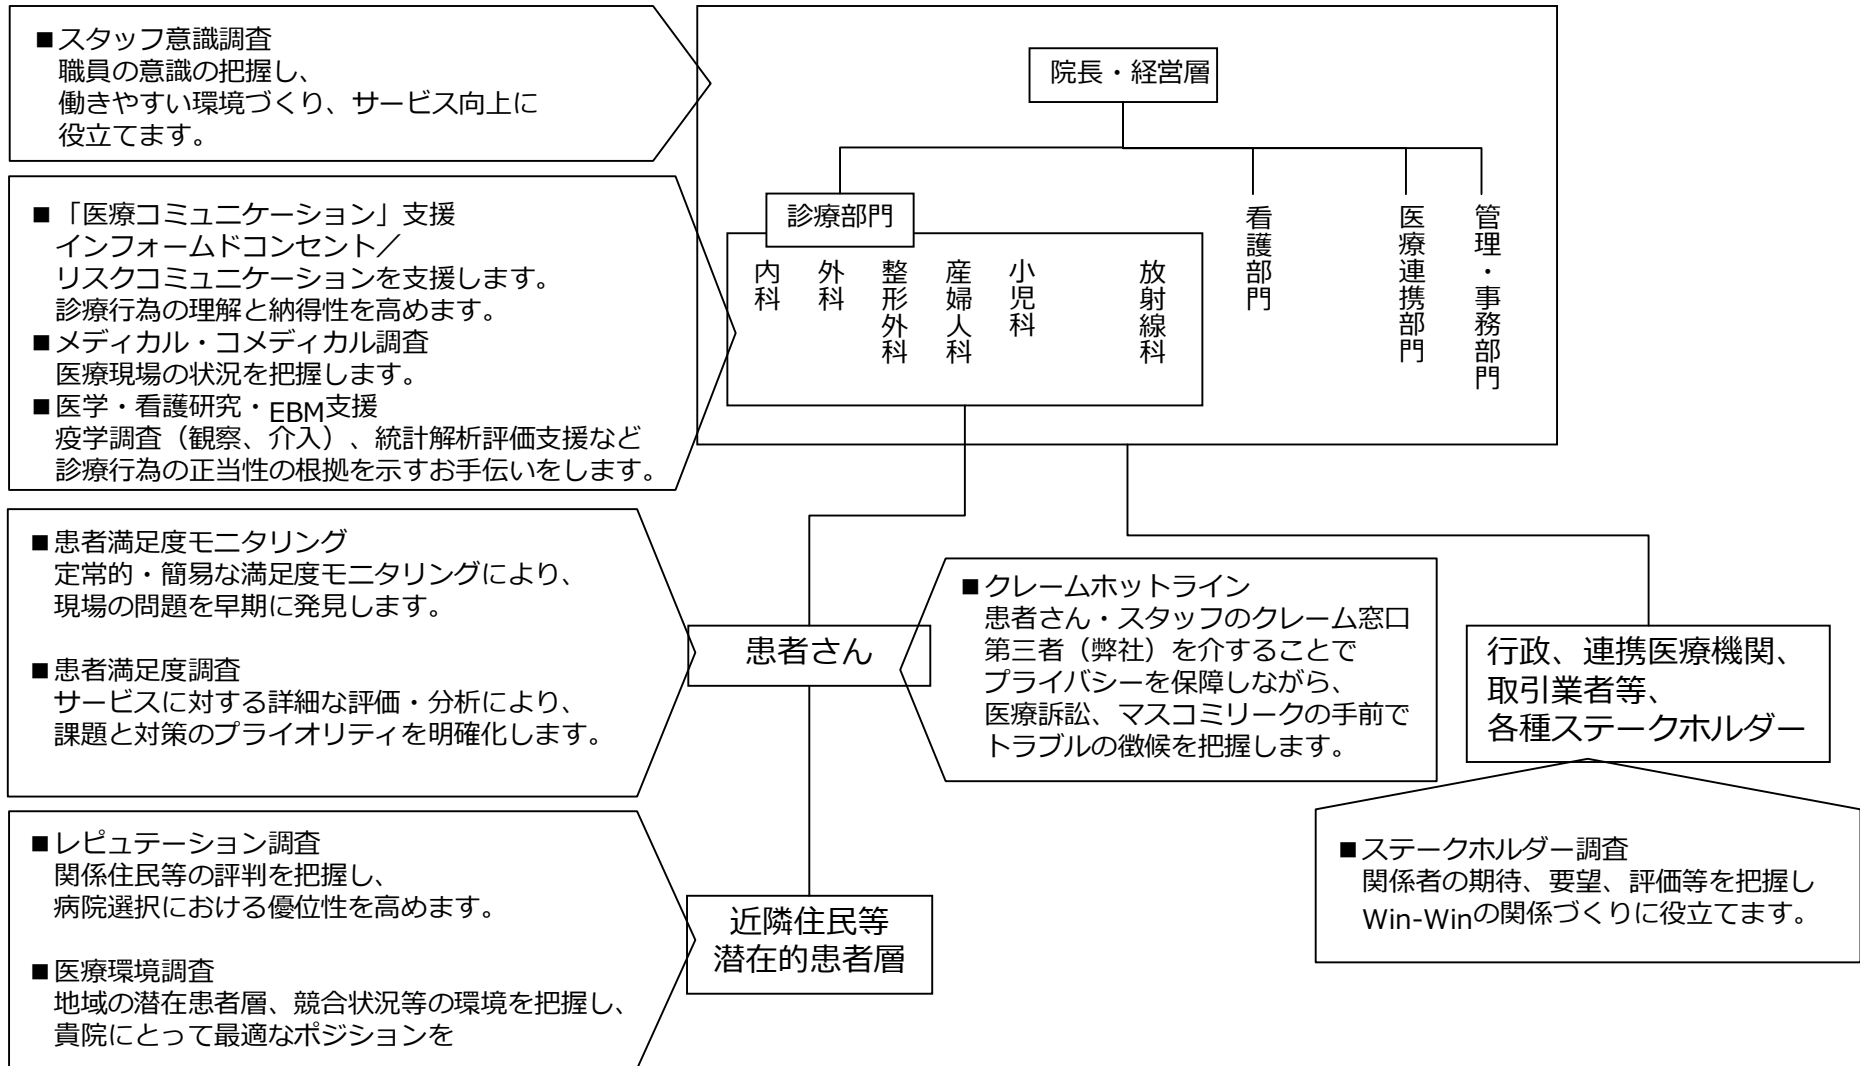 ■スタッフ意識調査
職員の意識の把握し、
働きやすい環境づくり、サービス向上に
役立てます。
院長・経営層
■「医療コミュニケーション」支援
インフォームドコンセント／
リスクコミュニケーションを支援します。
診療行為の理解と納得性を高めます。
■メディカル・コメディカル調査
医療現場の状況を把握します。
■医学・看護研究・EBM支援
疫学調査（観察、介入）、統計解析評価支援など
診療行為の正当性の根拠を示すお手伝いをします。
診療部門
内科
外科
整形外科
産婦人科
小児科
放射線科
看護部門
医療連携部門
管理・事務部門
■患者満足度モニタリング
定常的・簡易な満足度モニタリングにより、
現場の問題を早期に発見します。
■患者満足度調査
サービスに対する詳細な評価・分析により、
課題と対策のプライオリティを明確化します。
患者さん
■クレームホットライン
患者さん・スタッフのクレーム窓口
第三者（弊社）を介することで
プライバシーを保障しながら、
医療訴訟、マスコミリークの手前で
トラブルの徴候を把握します。
行政、連携医療機関、
取引業者等、
各種ステークホルダー
■レピュテーション調査
関係住民等の評判を把握し、
病院選択における優位性を高めます。
■医療環境調査
地域の潜在患者層、競合状況等の環境を把握し、
貴院にとって最適なポジションを
近隣住民等
潜在的患者層
■ステークホルダー調査
関係者の期待、要望、評価等を把握し
Win-Winの関係づくりに役立てます。